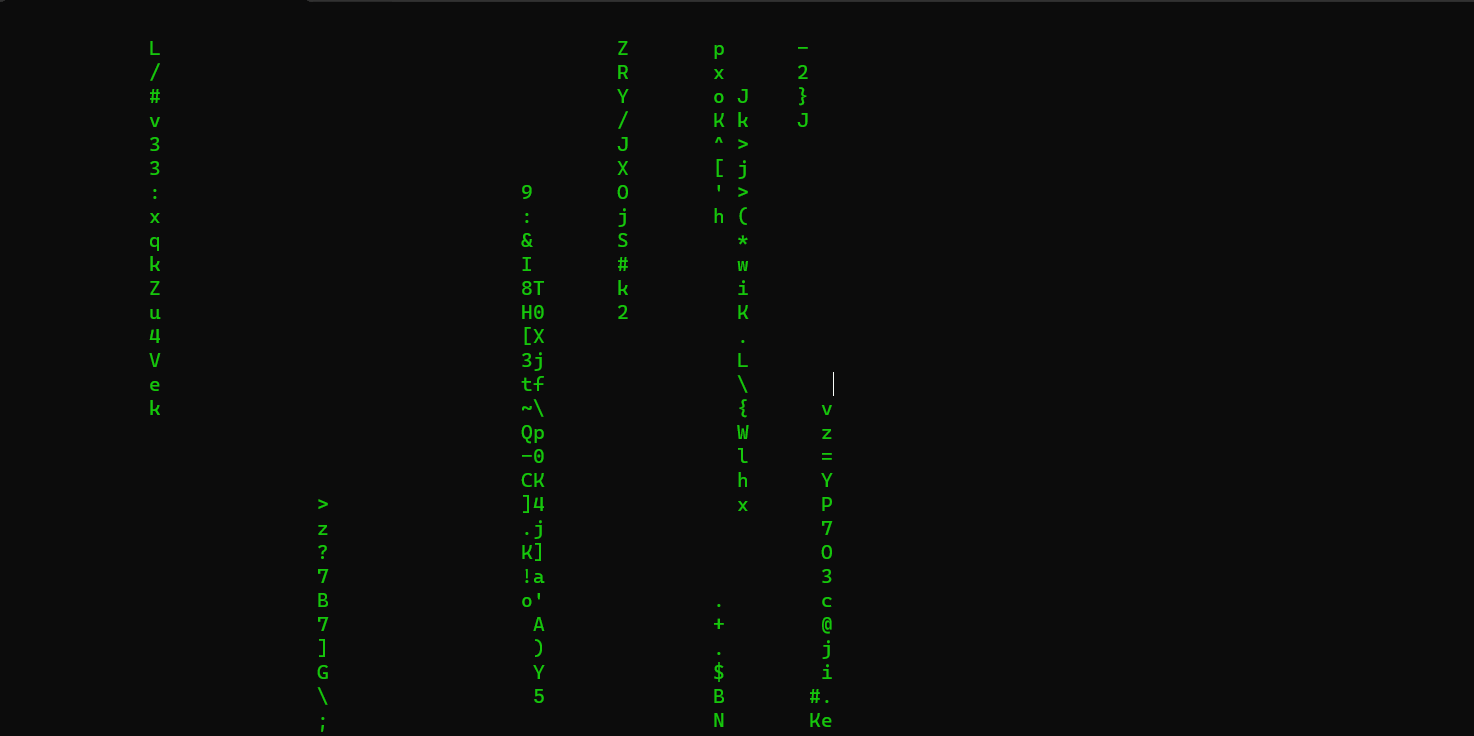 L Z p -
/ R x 2
# Y o J }
v / K k J
3 J ^ >
3 X [ j
: 9 O ' >
x : j h (
q & S *
k I # w
Z 8T k i
u H0 2 K
4 [X .
V 3j L
e tf \
k ~\ { v
Qp W z
-0 l =
CK h Y
> ]4 x P
z .j 7
? K] O
7 !a 3
B o' . c
7 A + @
] ) . j
G Y $ i
\ 5 B #.
; N Ke